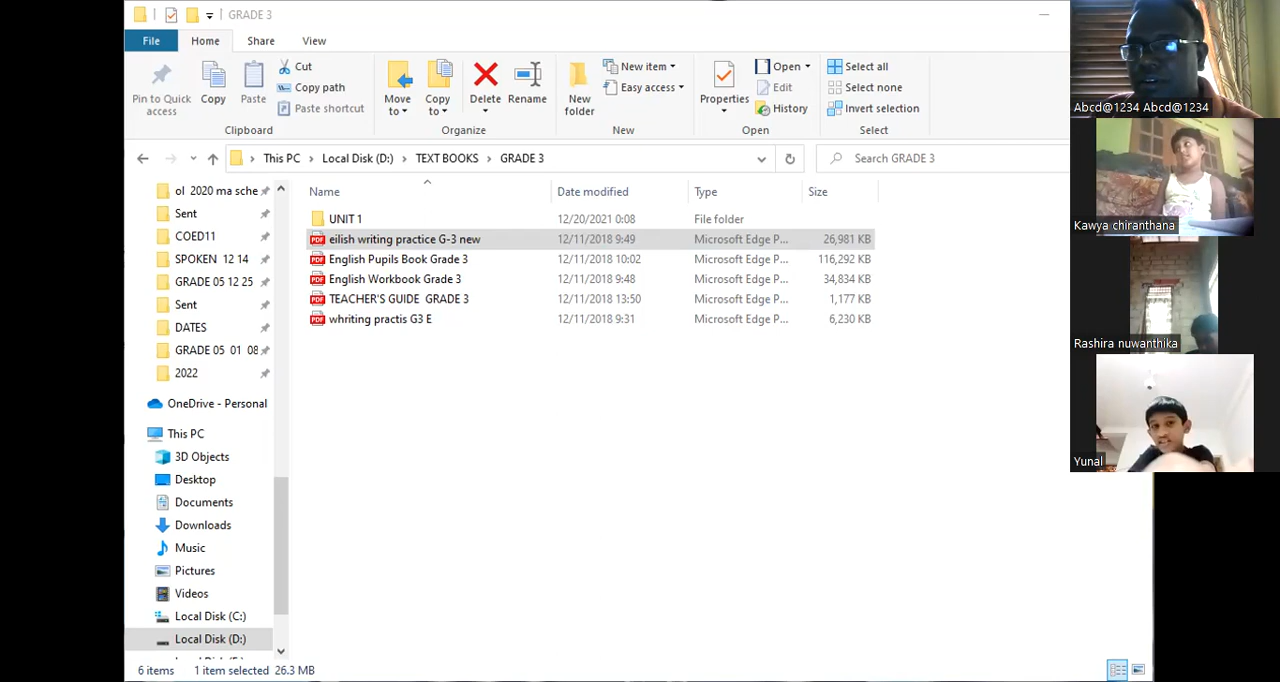 GRADE 3
File Home Share View
Pin to Quick access
Copy
Paste
Cut
Copy path
Paste shortcut
Clipboard
Move to
Copy to
Delete
Rename
Organize
New folder
New item
Easy access
New
Properties
Open
Edit
History
Open
Select all
Select none
Invert selection
Select
This PC Local Disk (D:) TEXT BOOKS GRADE 3
Search GRADE 3
ol 2020 ma sche
Sent
COED11
SPOKEN 12 14
GRADE 05 12 25
Sent
DATES
GRADE 05 01 08
2022
OneDrive - Personal
This PC
3D Objects
Desktop
Documents
Downloads
Music
Pictures
Videos
Local Disk (C:)
Local Disk (D:)
Name Date modified Type Size
UNIT 1 12/20/2021 0:08 File folder
eilish writing practice G-3 new 12/11/2018 9:49 Microsoft Edge P... 26,981 KB
English Pupils Book Grade 3 12/11/2018 10:02 Microsoft Edge P... 116,292 KB
English Workbook Grade 3 12/11/2018 9:48 Microsoft Edge P... 34,834 KB
TEACHER'S GUIDE GRADE 3 12/11/2018 13:50 Microsoft Edge P... 1,177 KB
whriting practis G3 E 12/11/2018 9:31 Microsoft Edge P... 6,230 KB
6 items 1 item selected 26.3 MB
Abcd@1234 Abcd@1234
Kawya chiranthana
Rashira nuwanthika
Yunal